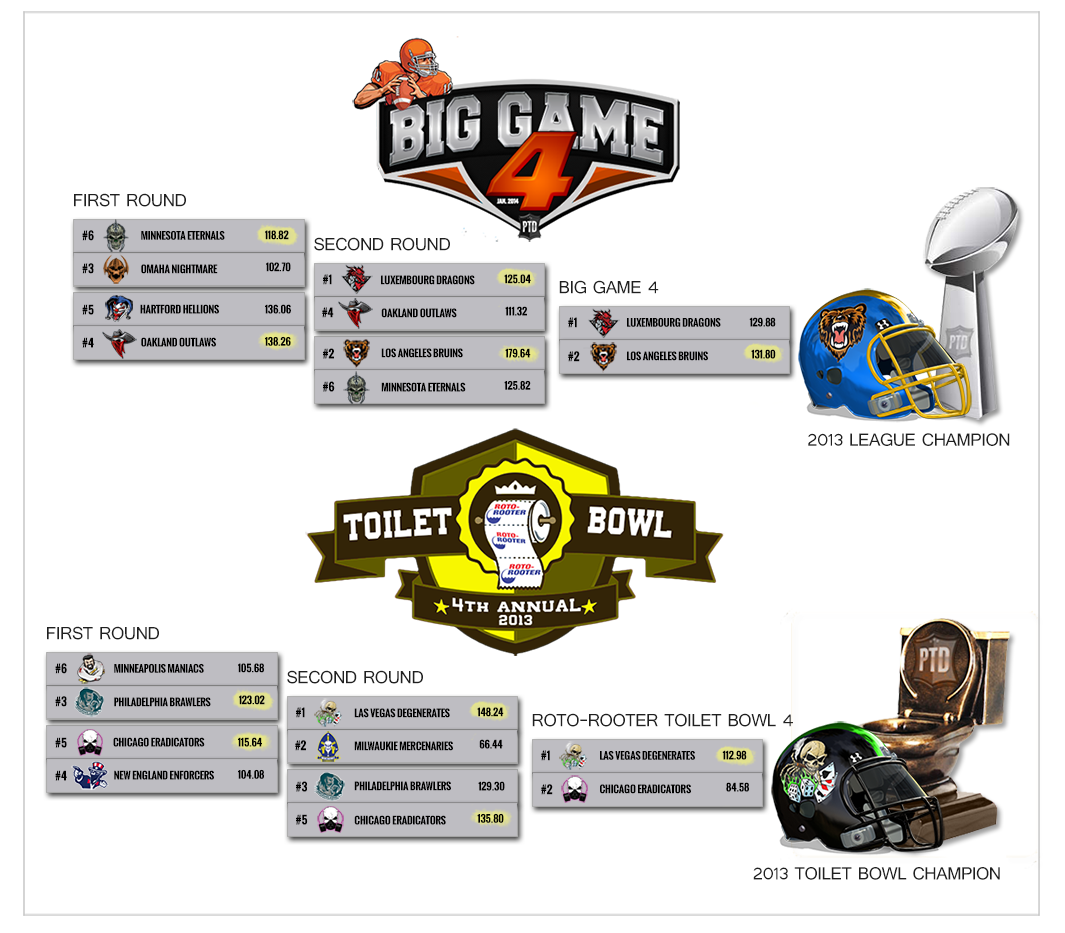 BIG GAME
4
JAN. 2014
PTD
FIRST ROUND
#6 MINNESOTA ETERNALS 118.82
#3 OMAHA NIGHTMARE 102.70
#5 HARTFORD HELLIONS 136.06
#4 OAKLAND OUTLAWS 138.26
SECOND ROUND
#1 LUXEMBOURG DRAGONS 125.04
#4 OAKLAND OUTLAWS 111.32
#2 LOS ANGELES BRUINS 179.64
#6 MINNESOTA ETERNALS 125.82
BIG GAME 4
#1 LUXEMBOURG DRAGONS 129.88
#2 LOS ANGELES BRUINS 131.80
PTD
2013 LEAGUE CHAMPION
TOILET BOWL
ROTO-ROOTER
ROTO-ROOTER
ROTO-ROOTER
4TH ANNUAL
2013
FIRST ROUND
#6 MINNEAPOLIS MANIACS 105.68
#3 PHILADELPHIA BRAWLERS 123.02
#5 CHICAGO ERADICATORS 115.64
#4 NEW ENGLAND ENFORCERS 104.08
SECOND ROUND
#1 LAS VEGAS DEGENERATES 148.24
#2 MILWAUKIE MERCENARIES 66.44
#3 PHILADELPHIA BRAWLERS 129.30
#5 CHICAGO ERADICATORS 135.80
ROTO-ROOTER TOILET BOWL 4
#1 LAS VEGAS DEGENERATES 112.98
#2 CHICAGO ERADICATORS 84.58
PTD
2013 TOILET BOWL CHAMPION